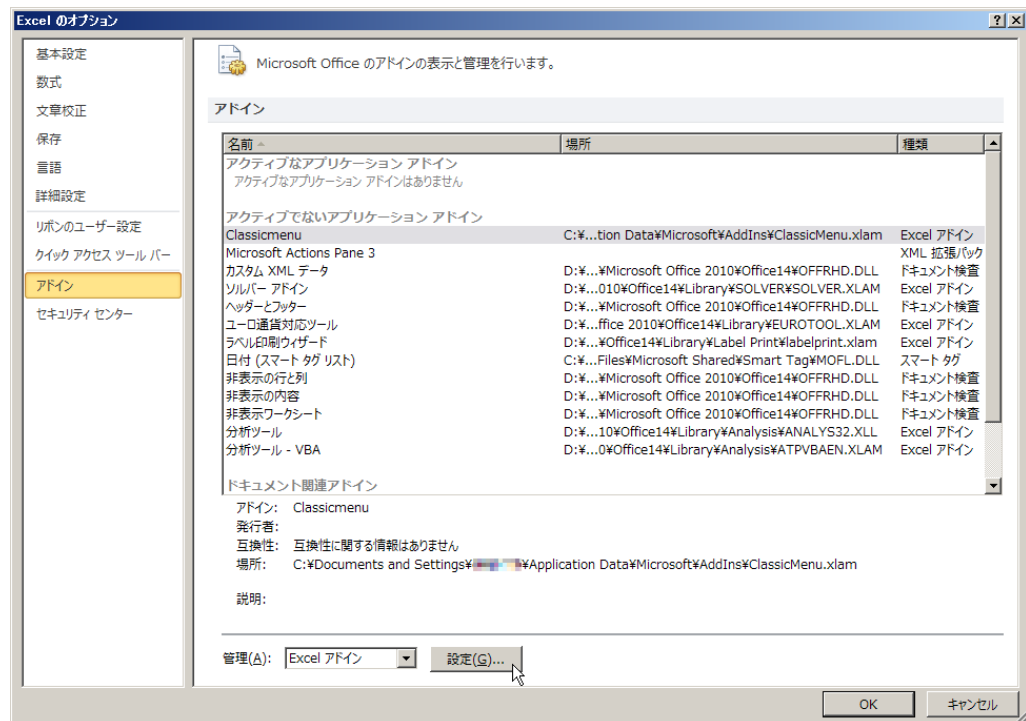 Excel のオプション
基本設定
数式
文章校正
保存
言語
詳細設定
リボンのユーザー設定
クイック アクセス ツール バー
アドイン
セキュリティ センター
Microsoft Office のアドインの表示と管理を行います。
アドイン
名前 場所 種類
アクティブなアプリケーション アドイン
アクティブなアプリケーション アドインはありません
アクティブでないアプリケーション アドイン
Classicmenu C:¥...tion Data¥Microsoft¥AddIns¥ClassicMenu.xlam Excel アドイン
Microsoft Actions Pane 3 XML 拡張パック
カスタム XML データ D:¥...¥Microsoft Office 2010¥Office14¥OFFRHD.DLL ドキュメント検査
ソルバー アドイン D:¥...010¥Office14¥Library¥SOLVER¥SOLVER.XLAM Excel アドイン
ヘッダーとフッター D:¥...¥Microsoft Office 2010¥Office14¥OFFRHD.DLL ドキュメント検査
ユーロ通貨対応ツール D:¥...ffice 2010¥Office14¥Library¥EUROTOOL.XLAM Excel アドイン
ラベル印刷ウィザード D:¥...¥Office14¥Library¥Label Print¥labelprint.xlam Excel アドイン
日付 (スマート タグ リスト) C:¥...Files¥Microsoft Shared¥Smart Tag¥MOFL.DLL スマート タグ
非表示の行と列 D:¥...¥Microsoft Office 2010¥Office14¥OFFRHD.DLL ドキュメント検査
非表示の内容 D:¥...¥Microsoft Office 2010¥Office14¥OFFRHD.DLL ドキュメント検査
非表示ワークシート D:¥...¥Microsoft Office 2010¥Office14¥OFFRHD.DLL ドキュメント検査
分析ツール D:¥...10¥Office14¥Library¥Analysis¥ANALYS32.XLL Excel アドイン
分析ツール - VBA D:¥...0¥Office14¥Library¥Analysis¥ATPVBAEN.XLAM Excel アドイン
ドキュメント関連アドイン
アドイン: Classicmenu
発行者:
互換性: 互換性に関する情報はありません
場所: C:¥Documents and Settings¥ ¥Application Data¥Microsoft¥AddIns¥ClassicMenu.xlam
説明:
管理(A): Excel アドイン 設定(G)...
OK キャンセル